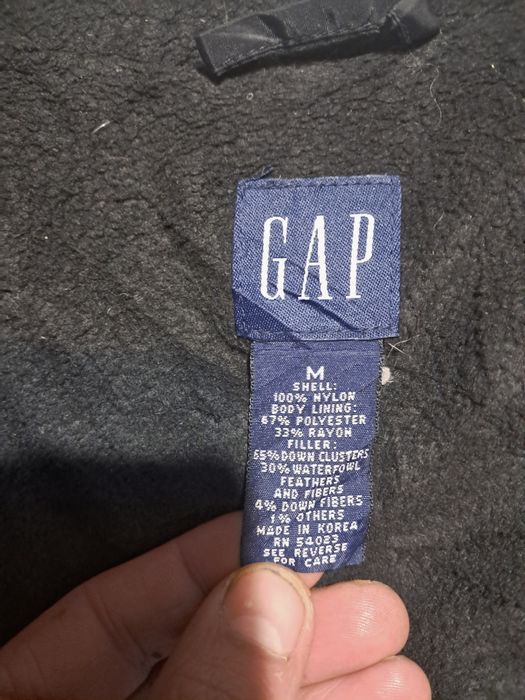 GAP
M
SHELL:
100% NYLON
BODY LINING:
67% POLYESTER
33% RAYON
FILLER:
65% DOWN CLUSTERS
30% WATERFOWL
FEATHERS
AND FIBERS
4% DOWN FIBERS
1% OTHERS
MADE IN KOREA
RN 54023
SEE REVERSE
FOR CARE